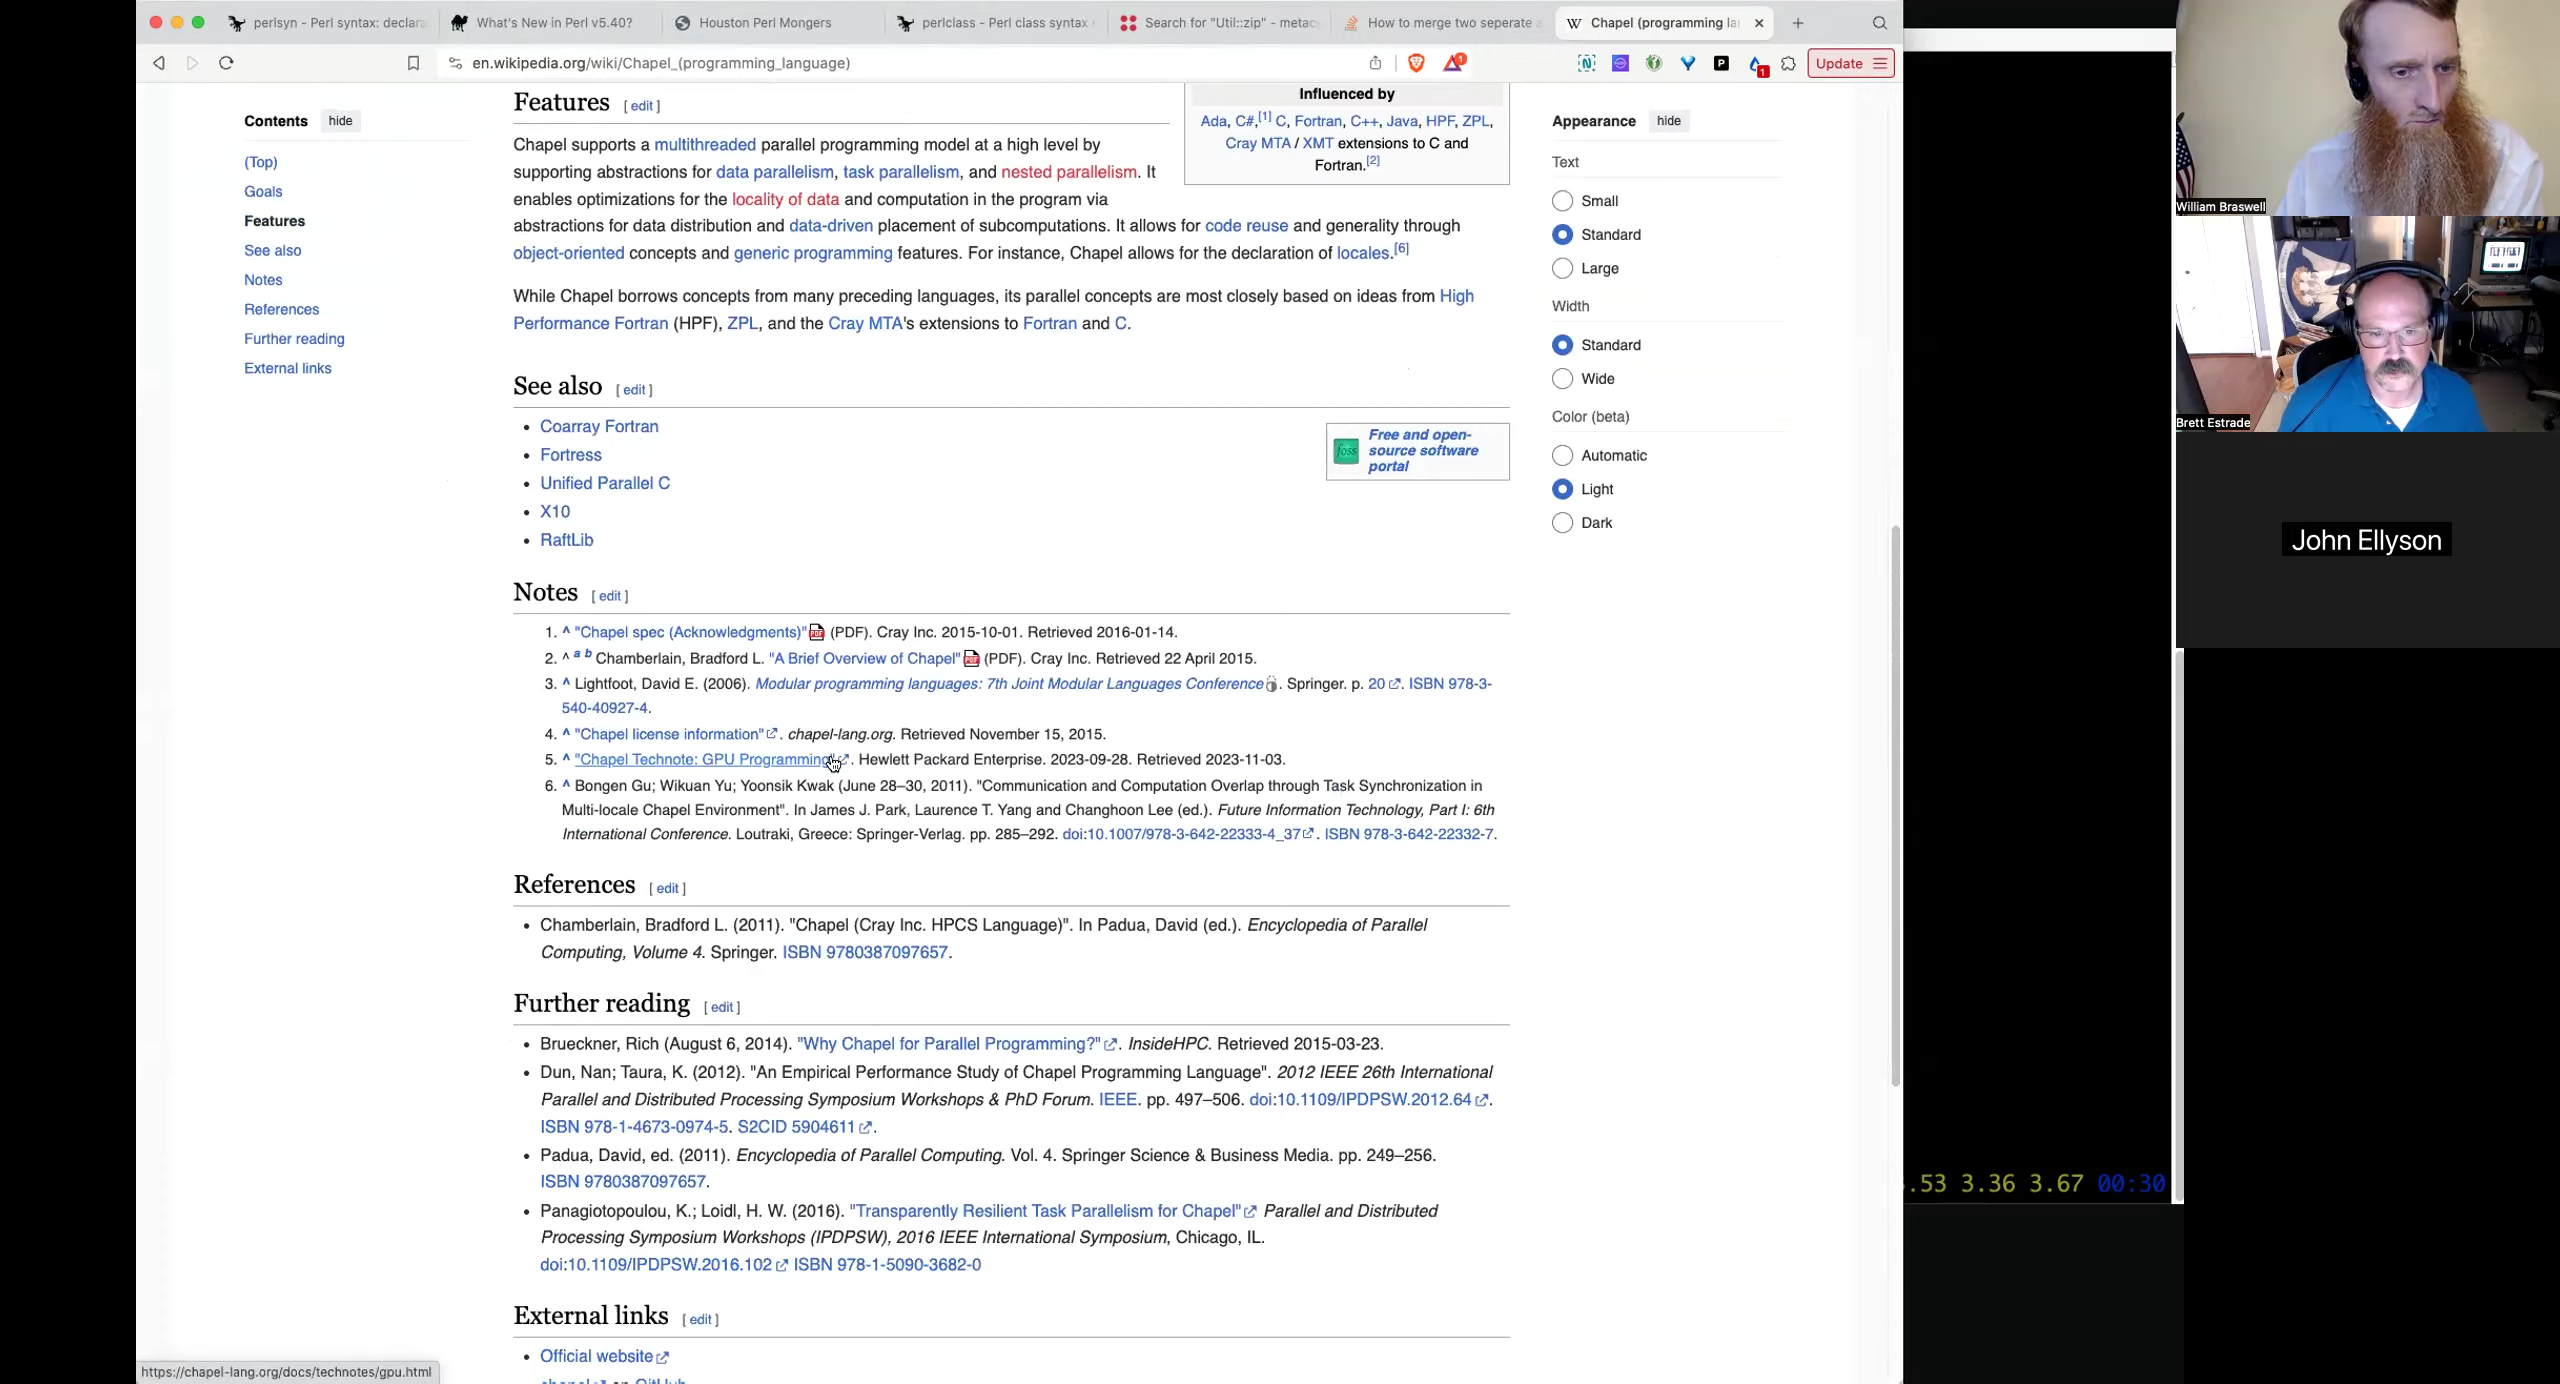 perlsyn - Perl syntax: declara
What's New in Perl v5.40?
Houston Perl Mongers
perlclass - Perl class syntax
Search for "Util::zip" - metac
How to merge two seperate a
Chapel (programming la
en.wikipedia.org/wiki/Chapel_(programming_language)
Update
Contents
hide
(Top)
Goals
Features
See also
Notes
References
Further reading
External links
Features [ edit ]
Chapel supports a multithreaded parallel programming model at a high level by
supporting abstractions for data parallelism, task parallelism, and nested parallelism. It
enables optimizations for the locality of data and computation in the program via
abstractions for data distribution and data-driven placement of subcomputations. It allows for code reuse and generality through
object-oriented concepts and generic programming features. For instance, Chapel allows for the declaration of locales.[6]
While Chapel borrows concepts from many preceding languages, its parallel concepts are most closely based on ideas from High
Performance Fortran (HPF), ZPL, and the Cray MTA's extensions to Fortran and C.
Influenced by
Ada, C#,[1] C, Fortran, C++, Java, HPF, ZPL,
Cray MTA / XMT extensions to C and
Fortran.[2]
See also [ edit ]
• Coarray Fortran
• Fortress
• Unified Parallel C
• X10
• RaftLib
foss
Free and open-
source software
portal
Notes [ edit ]
1. ^ "Chapel spec (Acknowledgments)" (PDF). Cray Inc. 2015-10-01. Retrieved 2016-01-14.
2. ^ a b Chamberlain, Bradford L. "A Brief Overview of Chapel" (PDF). Cray Inc. Retrieved 22 April 2015.
3. ^ Lightfoot, David E. (2006). Modular programming languages: 7th Joint Modular Languages Conference. Springer. p. 20. ISBN 978-3-
540-40927-4.
4. ^ "Chapel license information". chapel-lang.org. Retrieved November 15, 2015.
5. ^ "Chapel Technote: GPU Programming". Hewlett Packard Enterprise. 2023-09-28. Retrieved 2023-11-03.
6. ^ Bongen Gu; Wikuan Yu; Yoonsik Kwak (June 28–30, 2011). "Communication and Computation Overlap through Task Synchronization in
Multi-locale Chapel Environment". In James J. Park, Laurence T. Yang and Changhoon Lee (ed.). Future Information Technology, Part I: 6th
International Conference. Loutraki, Greece: Springer-Verlag. pp. 285–292. doi:10.1007/978-3-642-22333-4_37. ISBN 978-3-642-22332-7.
References [ edit ]
• Chamberlain, Bradford L. (2011). "Chapel (Cray Inc. HPCS Language)". In Padua, David (ed.). Encyclopedia of Parallel
Computing, Volume 4. Springer. ISBN 9780387097657.
Further reading [ edit ]
• Brueckner, Rich (August 6, 2014). "Why Chapel for Parallel Programming?". InsideHPC. Retrieved 2015-03-23.
• Dun, Nan; Taura, K. (2012). "An Empirical Performance Study of Chapel Programming Language". 2012 IEEE 26th International
Parallel and Distributed Processing Symposium Workshops & PhD Forum. IEEE. pp. 497–506. doi:10.1109/IPDPSW.2012.64.
ISBN 978-1-4673-0974-5. S2CID 5904611.
• Padua, David, ed. (2011). Encyclopedia of Parallel Computing. Vol. 4. Springer Science & Business Media. pp. 249–256.
ISBN 9780387097657.
• Panagiotopoulou, K.; Loidl, H. W. (2016). "Transparently Resilient Task Parallelism for Chapel" Parallel and Distributed
Processing Symposium Workshops (IPDPSW), 2016 IEEE International Symposium, Chicago, IL.
doi:10.1109/IPDPSW.2016.102 ISBN 978-1-5090-3682-0
External links [ edit ]
• Official website
https://chapel-lang.org/docs/technotes/gpu.html
Appearance
hide
Text
Small
Standard
Large
Width
Standard
Wide
Color (beta)
Automatic
Light
Dark
William Braswell
Brett Estrade
John Ellyson
.53 3.36 3.67 00:30